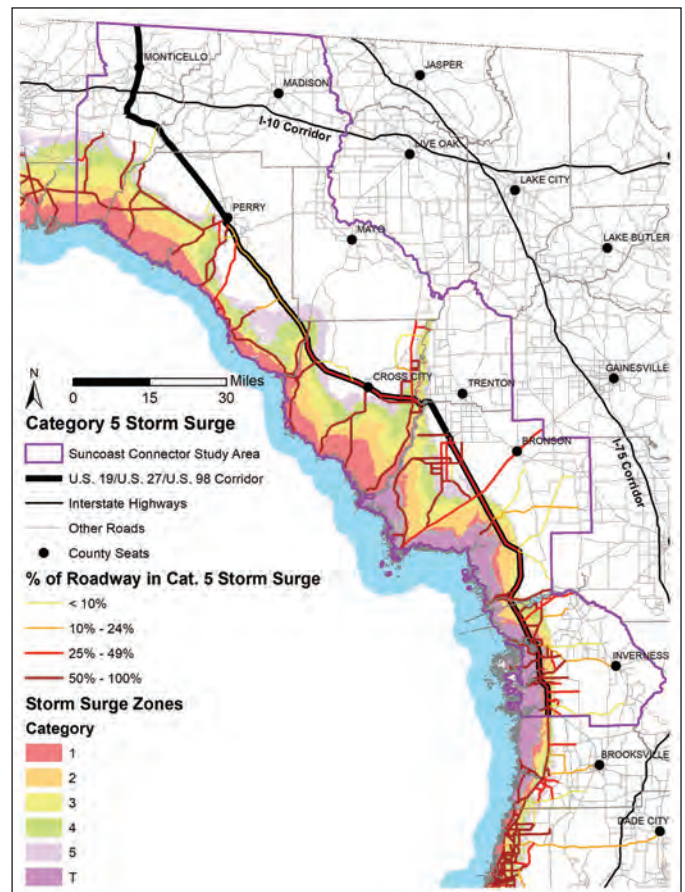 MONTICELLO
JASPER
MADISON
I-10 Corridor
LIVE OAK
LAKE CITY
PERRY
MAYO
LAKE BUTLER
N
Miles
0 15 30
CROSS CITY
TRENTON
GAINESVILLE
Category 5 Storm Surge
BRONSON
I-75 Corridor
Suncoast Connector Study Area
U.S. 19/U.S. 27/U.S. 98 Corridor
Interstate Highways
Other Roads
County Seats
% of Roadway in Cat. 5 Storm Surge
< 10%
10% - 24%
25% - 49%
50% - 100%
INVERNESS
Storm Surge Zones
Category
1
2
3
4
5
T
BROOKSVILLE
DADE CITY